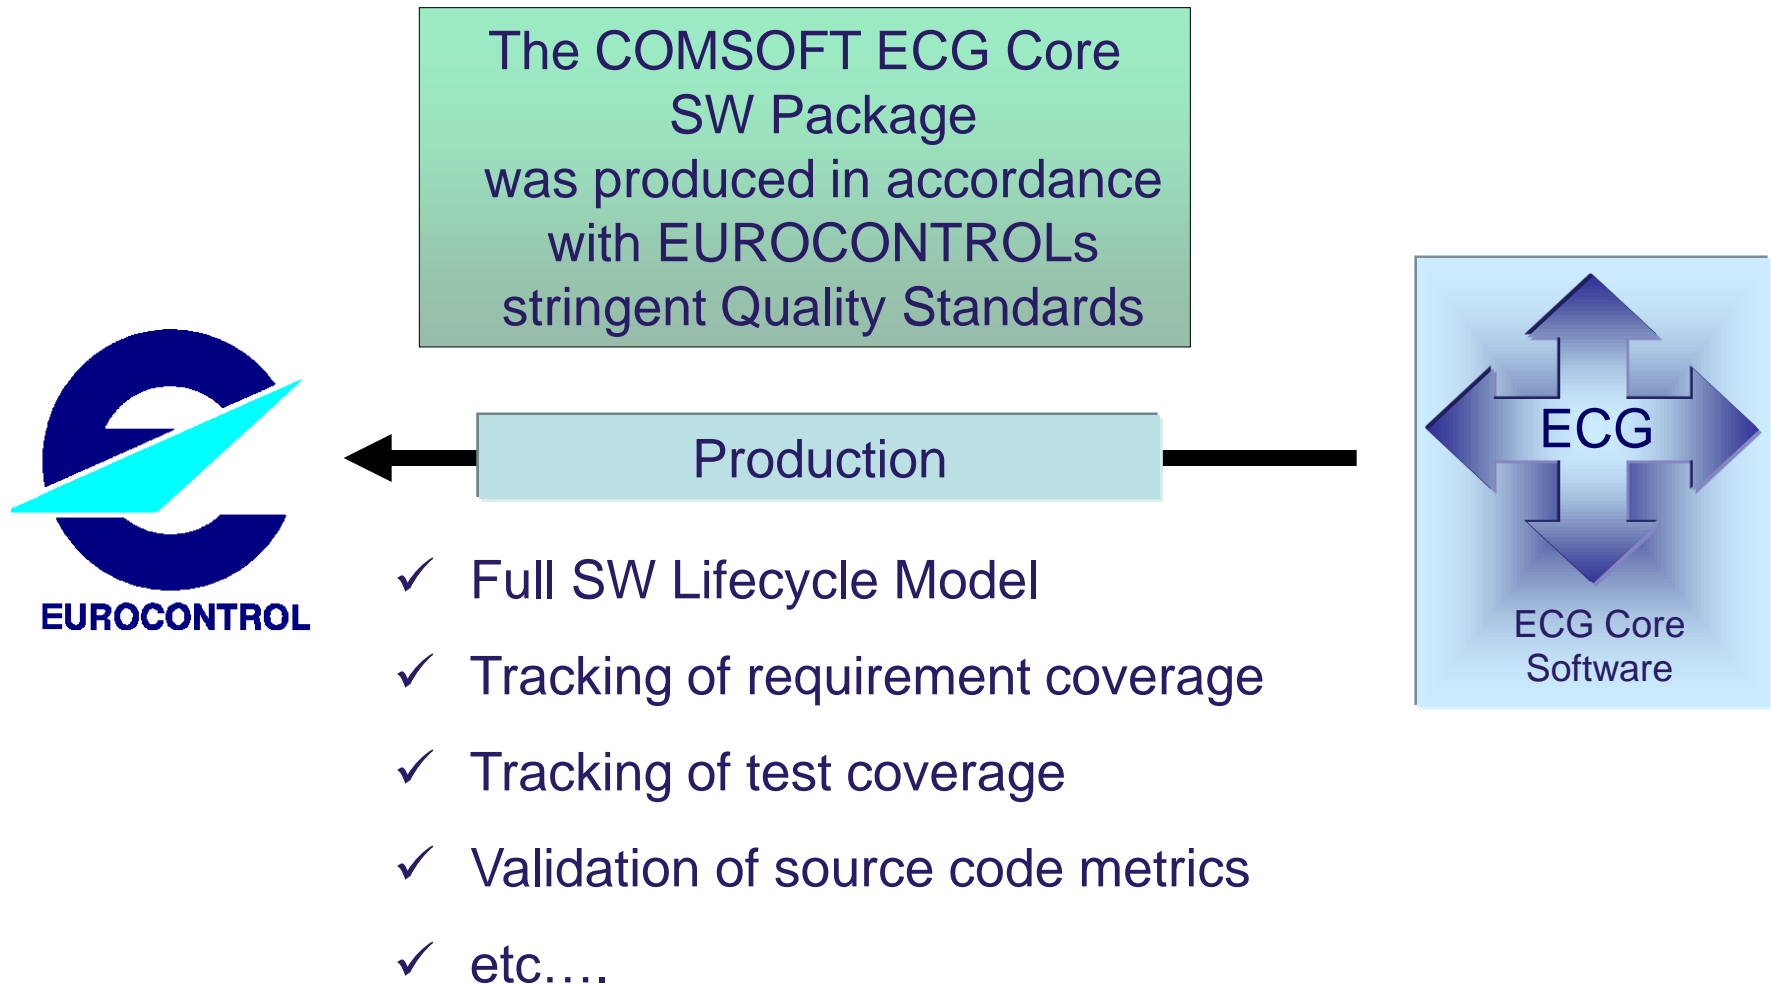 The COMSOFT ECG Core
SW Package
was produced in accordance
with EUROCONTROLs
stringent Quality Standards
EUROCONTROL
Production
ECG
ECG Core
Software
✓ Full SW Lifecycle Model
✓ Tracking of requirement coverage
✓ Tracking of test coverage
✓ Validation of source code metrics
✓ etc….